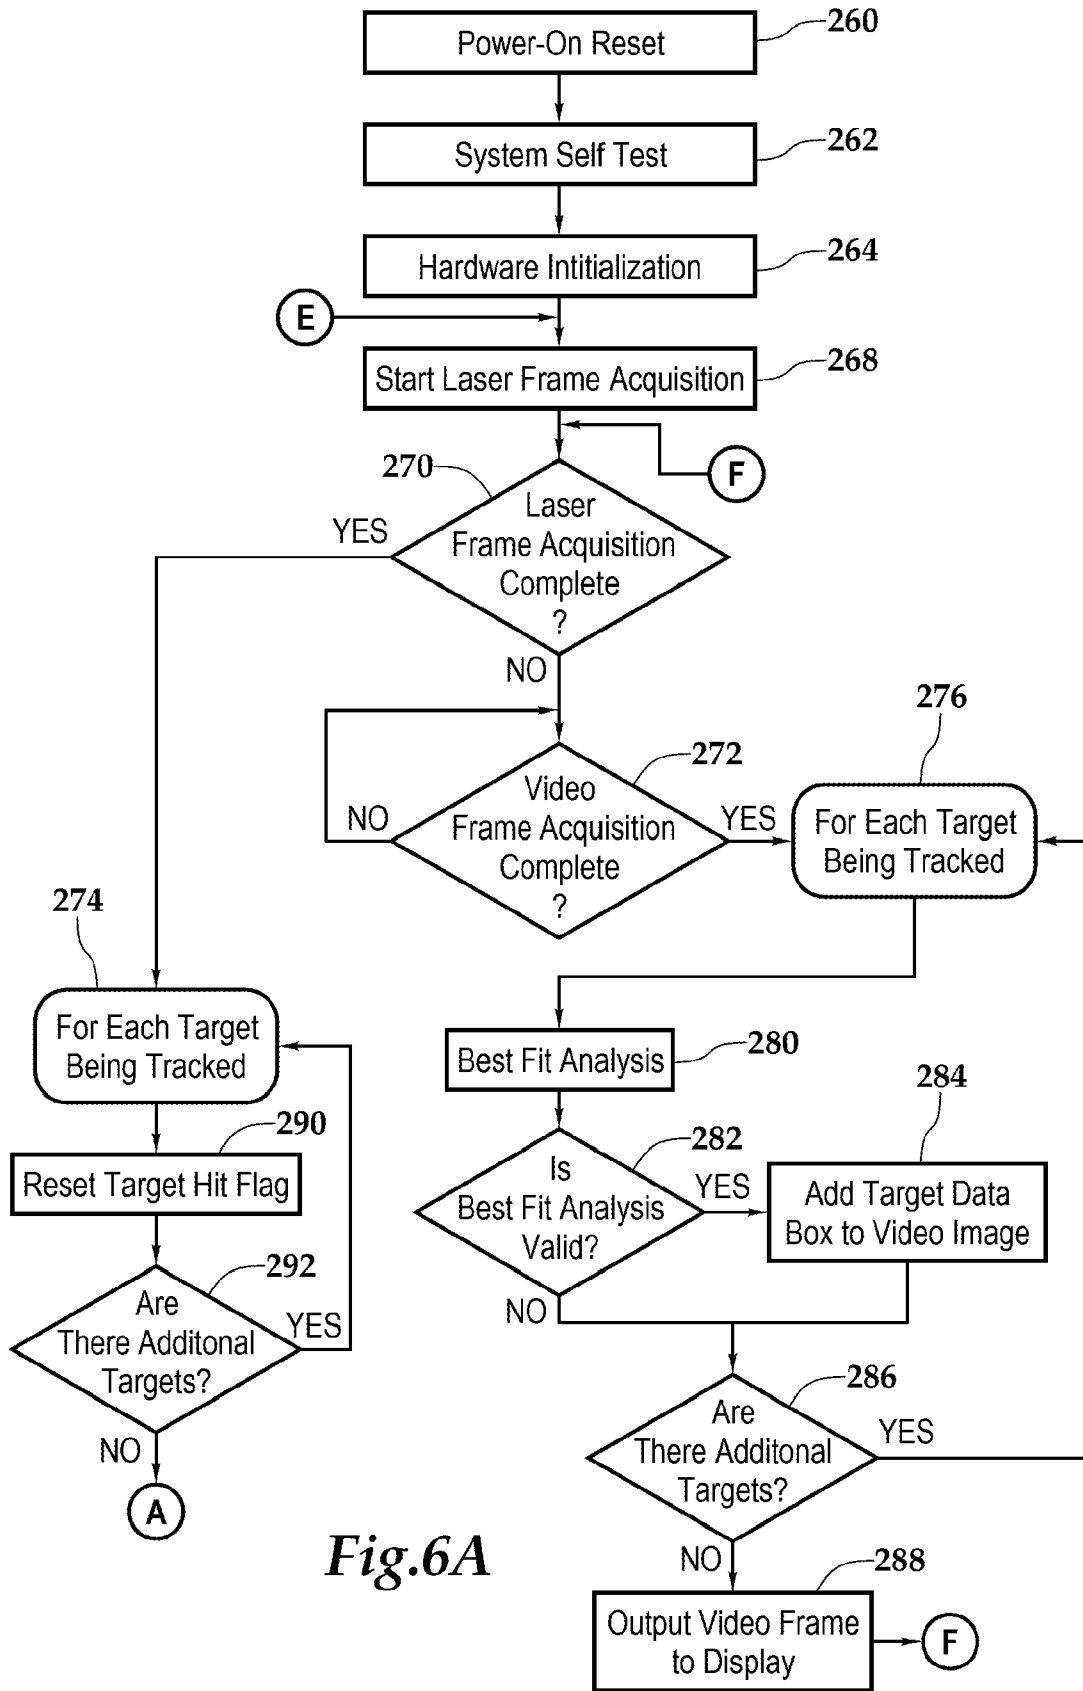 Power-On Reset
260
System Self Test
262
Hardware Intitialization
264
E
Start Laser Frame Acquisition
268
F
270
Laser
Frame Acquisition
Complete
?
YES
NO
272
Video
Frame Acquisition
Complete
?
NO
YES
276
For Each Target
Being Tracked
274
For Each Target
Being Tracked
290
Reset Target Hit Flag
292
Are
There Additonal
Targets?
YES
NO
A
Best Fit Analysis
280
282
Is
Best Fit Analysis
Valid?
YES
NO
284
Add Target Data
Box to Video Image
286
Are
There Additonal
Targets?
YES
NO
288
Output Video Frame
to Display
F
Fig.6A